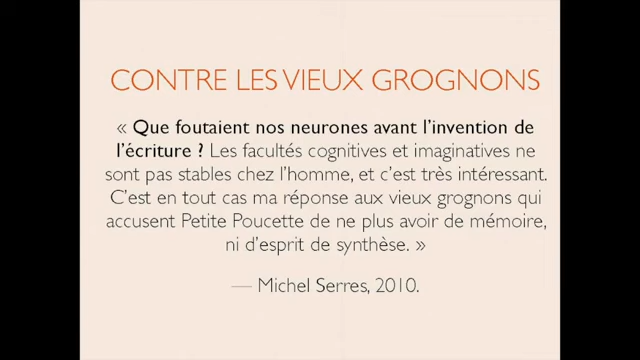 CONTRE LES VIEUX GROGNONS
« Que foutaient nos neurones avant l’invention de
l’écriture ? Les facultés cognitives et imaginatives ne
sont pas stables chez l’homme, et c’est très intéressant.
C’est en tout cas ma réponse aux vieux grognons qui
accusent Petite Poucette de ne plus avoir de mémoire,
ni d’esprit de synthèse. »
— Michel Serres, 2010.